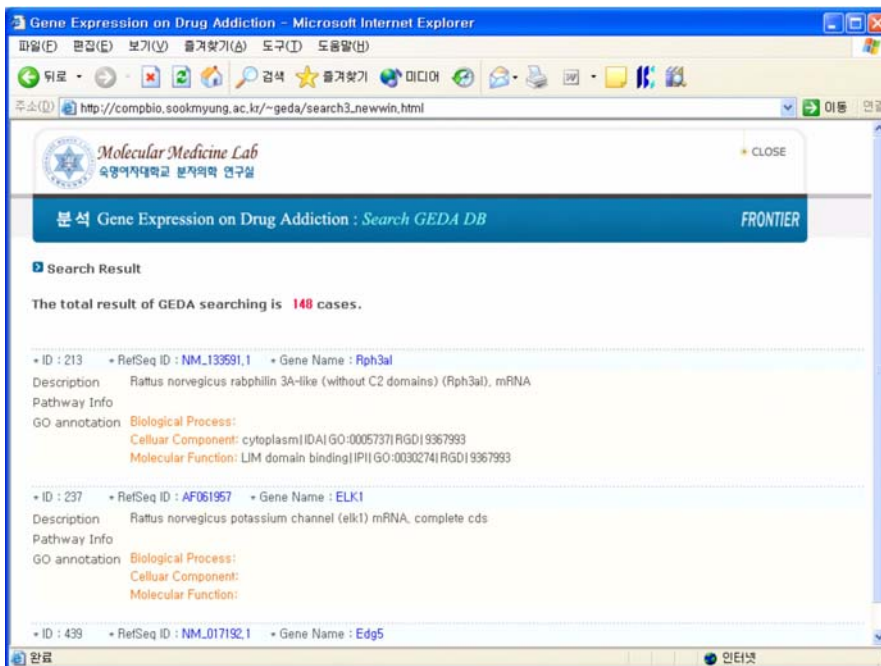 Gene Expression on Drug Addiction - Microsoft Internet Explorer
파일(F) 편집(E) 보기(V) 즐겨찾기(A) 도구(T) 도움말(H)
뒤로 검색 즐겨찾기 미디어
주소(D) http://compbio.sookmyung.ac.kr/~geda/search3_newwin.html 이동 연결
Molecular Medicine Lab
숙명여자대학교 분자의학 연구실
CLOSE
분석 Gene Expression on Drug Addiction : Search GEDA DB FRONTIER
Search Result
The total result of GEDA searching is 148 cases.
* ID : 213 * RefSeq ID : NM_133591.1 * Gene Name : Rph3al
Description Rattus norvegicus rabphilin 3A-like (without C2 domains) (Rph3al), mRNA
Pathway Info
GO annotation Biological Process:
Celluar Component: cytoplasm|IDA|GO:0005737|RGD|9367993
Molecular Function: LIM domain binding|IPI|GO:0030274|RGD|9367993
* ID : 237 * RefSeq ID : AF061957 * Gene Name : ELK1
Description Rattus norvegicus potassium channel (elk1) mRNA, complete cds
Pathway Info
GO annotation Biological Process:
Celluar Component:
Molecular Function:
* ID : 439 * RefSeq ID : NM_017192.1 * Gene Name : Edg5
완료 인터넷